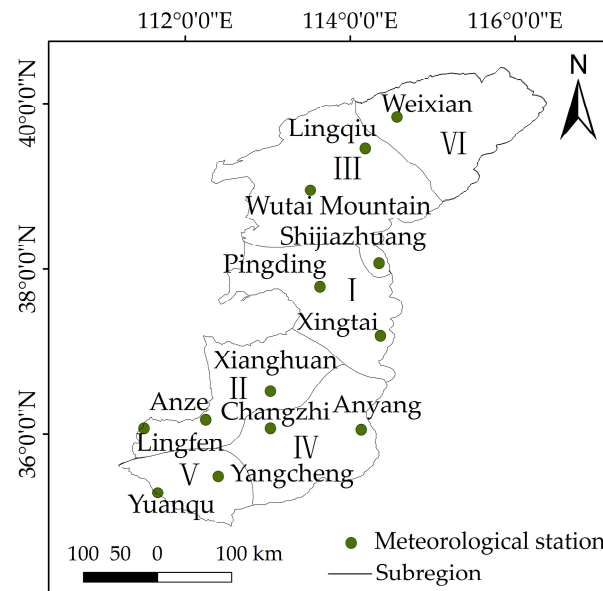 112°0'0"E 114°0'0"E 116°0'0"E
40°0'0"N
38°0'0"N
36°0'0"N
N
Weixian
Lingqiu
VI
III
Wutai Mountain
Shijiazhuang
Pingding
I
Xingtai
Xianghuan
II
Anze
Changzhi
Anyang
Lingfen
IV
V
Yangcheng
Yuanqu
100 50 0 100 km
Meteorological station
Subregion